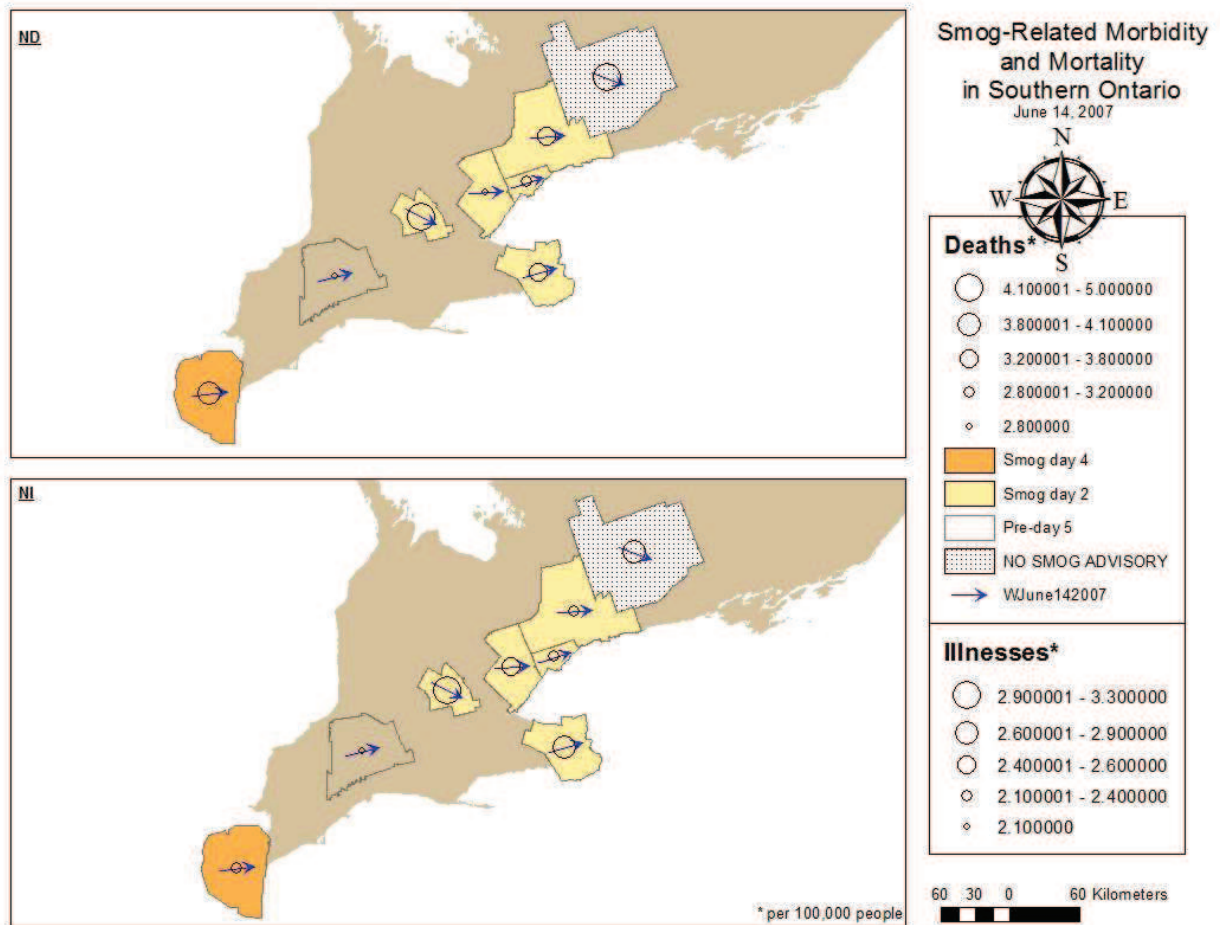 ND
Smog-Related Morbidity
and Mortality
in Southern Ontario
June 14, 2007
N
W
E
S
Deaths*
4.100001 - 5.000000
3.800001 - 4.100000
3.200001 - 3.800000
2.800001 - 3.200000
2.800000
Smog day 4
Smog day 2
Pre-day 5
NO SMOG ADVISORY
WJune142007
NI
Illnesses*
2.900001 - 3.300000
2.600001 - 2.900000
2.400001 - 2.600000
2.100001 - 2.400000
2.100000
* per 100,000 people
60 30 0 60 Kilometers